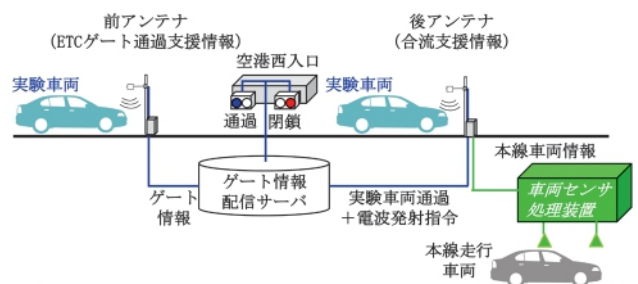 前アンテナ
(ETCゲート通過支援情報)
後アンテナ
(合流支援情報)
空港西入口
実験車両
実験車両
通過 閉鎖
本線車両情報
ゲート
情報
ゲート情報
配信サーバ
実験車両通過
＋電波発射指令
車両センサ
処理装置
本線走行
車両